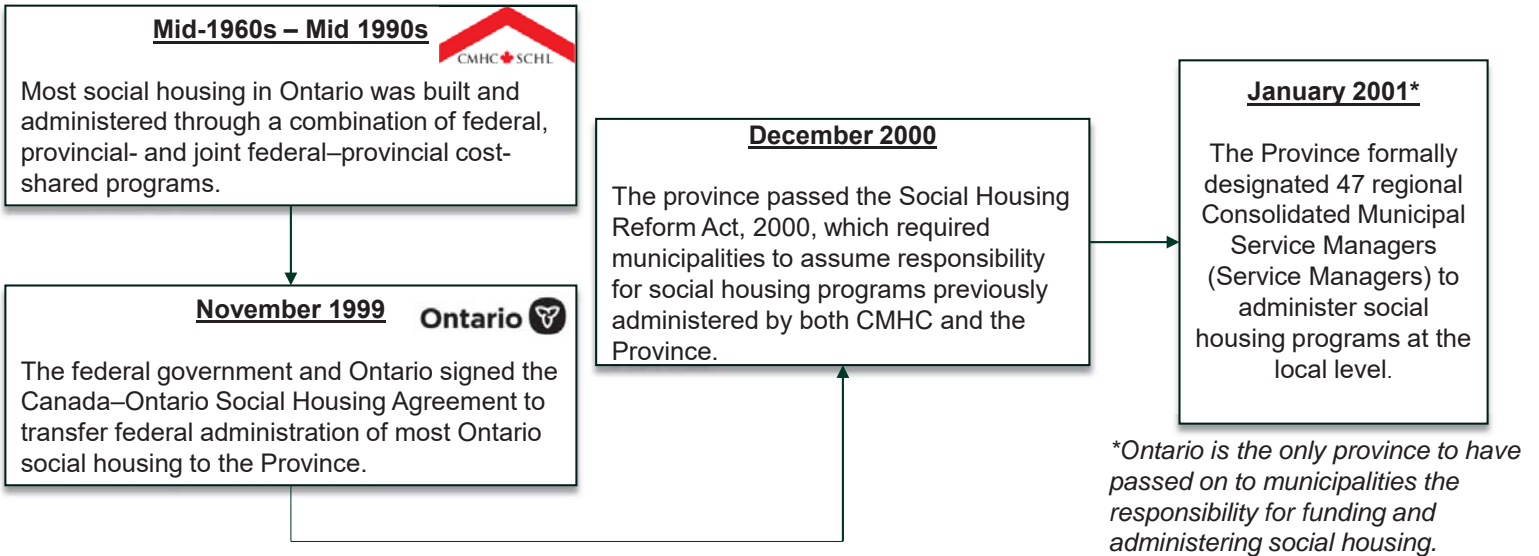 Mid-1960s – Mid 1990s
CMHC SCHL
Most social housing in Ontario was built and
administered through a combination of federal,
provincial- and joint federal–provincial cost-
shared programs.
November 1999
Ontario
The federal government and Ontario signed the
Canada–Ontario Social Housing Agreement to
transfer federal administration of most Ontario
social housing to the Province.
December 2000
The province passed the Social Housing
Reform Act, 2000, which required
municipalities to assume responsibility
for social housing programs previously
administered by both CMHC and the
Province.
January 2001*
The Province formally
designated 47 regional
Consolidated Municipal
Service Managers
(Service Managers) to
administer social
housing programs at the
local level.
*Ontario is the only province to have
passed on to municipalities the
responsibility for funding and
administering social housing.